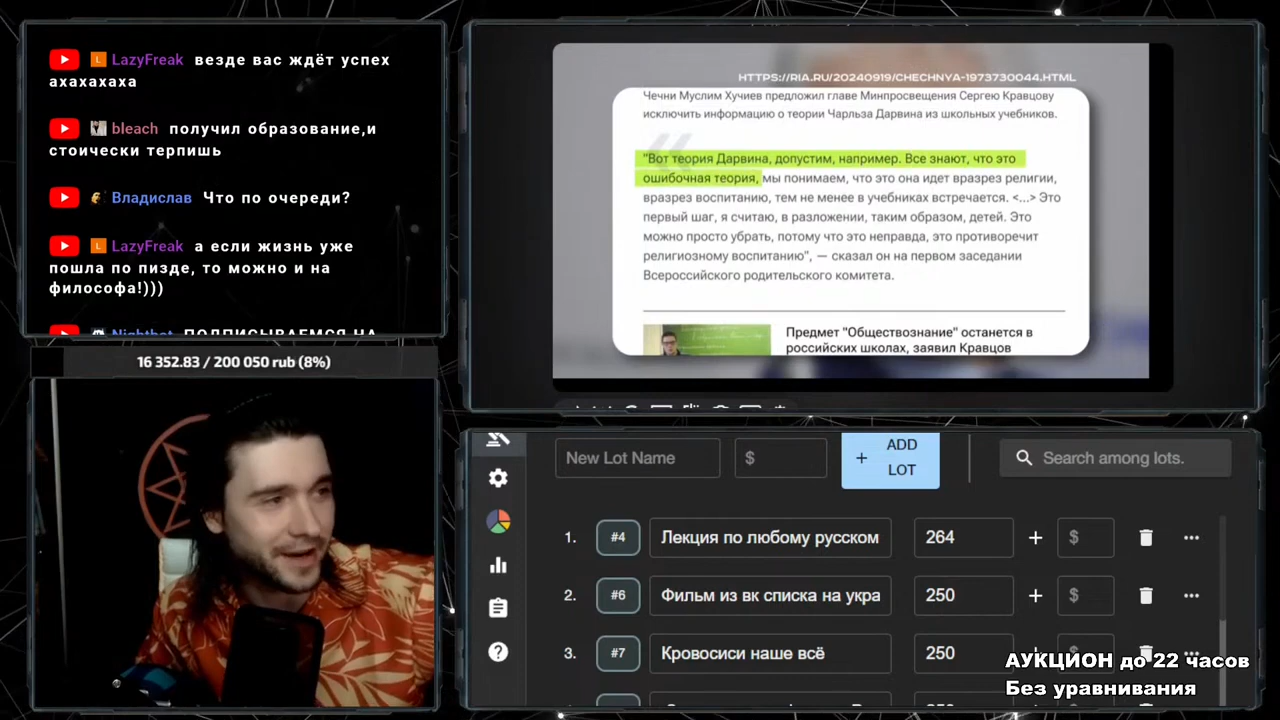 LazyFreak везде вас ждёт успех
ахахахаха
bleach получил образование,и
стоически терпишь
Владислав Что по очереди?
LazyFreak а если жизнь уже
пошла по пизде, то можно и на
философа!)))
Nightbot ПОДПИСЫВАЕМСЯ НА
16 352.83 / 200 050 rub (8%)
HTTPS://RIA.RU/20240919/CHECHNYA-1973730044.HTML
Чечни Муслим Хучиев предложил главе Минпросвещения Сергею Кравцову
исключить информацию о теории Чарльза Дарвина из школьных учебников.
"Вот теория Дарвина, допустим, например. Все знают, что это
ошибочная теория, мы понимаем, что это она идет вразрез религии,
вразрез воспитанию, тем не менее в учебниках встречается. <...> Это
первый шаг, я считаю, в разложении, таким образом, детей. Это
можно просто убрать, потому что это неправда, это противоречит
религиозному воспитанию", — сказал он на первом заседании
Всероссийского родительского комитета.
Предмет "Обществознание" останется в
российских школах, заявил Кравцов
New Lot Name $ + ADD LOT Search among lots.
1. #4 Лекция по любому русском 264 + $
2. #6 Фильм из вк списка на укра 250 + $
3. #7 Кровосиси наше всё 250 $
АУКЦИОН до 22 часов
Без уравнивания